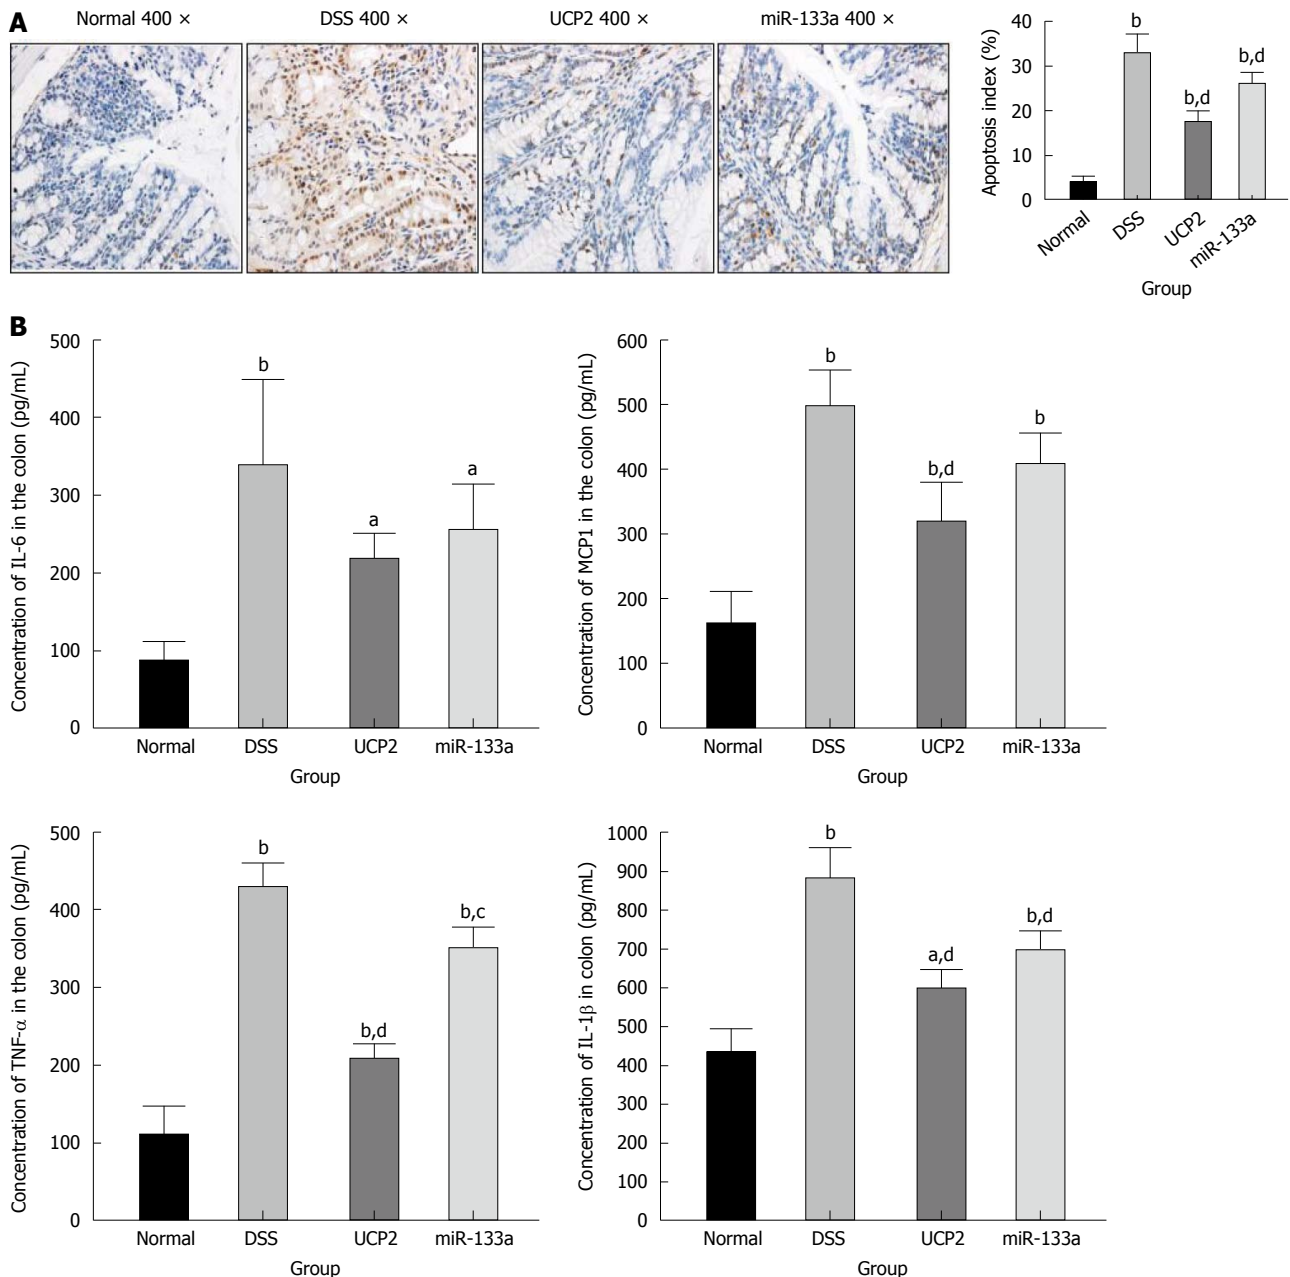 A
Normal 400 ×
DSS 400 ×
UCP2 400 ×
miR-133a 400 ×
Apoptosis index (%)
40
30
20
10
0
b
b,d
b,d
Normal
DSS
UCP2
miR-133a
Group
B
Concentration of IL-6 in the colon (pg/mL)
500
400
300
200
100
0
b
a
a
Normal
DSS
UCP2
miR-133a
Group
Concentration of MCP1 in the colon (pg/mL)
600
500
400
300
200
100
0
b
b,d
b
Normal
DSS
UCP2
miR-133a
Group
Concentration of TNF-α in the colon (pg/mL)
500
400
300
200
100
0
b
b,d
b,c
Normal
DSS
UCP2
miR-133a
Group
Concentration of IL-1β in colon (pg/mL)
1000
900
800
700
600
500
400
300
200
100
0
b
a,d
b,d
Normal
DSS
UCP2
miR-133a
Group